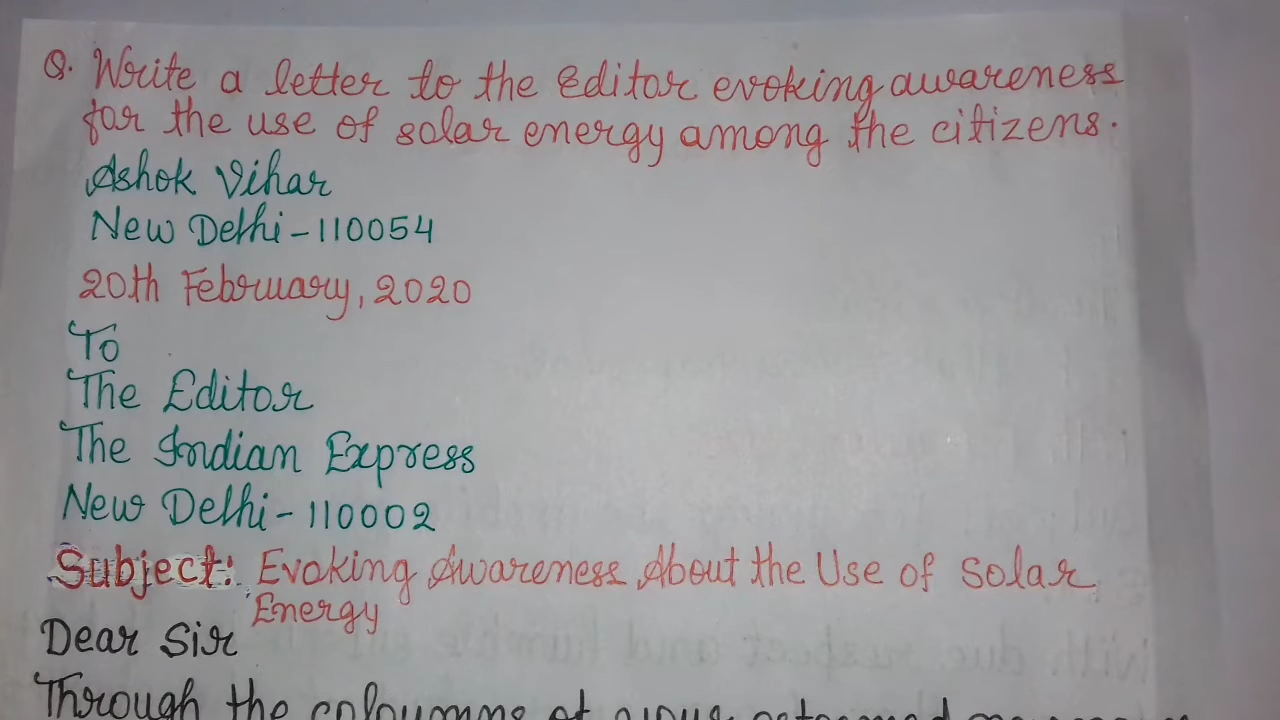 Q. Write a letter to the Editor evoking awareness
for the use of solar energy among the citizens.
Ashok Vihar
New Delhi-110054
20th February, 2020
To
The Editor
The Indian Express
New Delhi-110002
Subject: Evoking Awareness About the Use of Solar
Energy
Dear Sir
Through the coloumns of